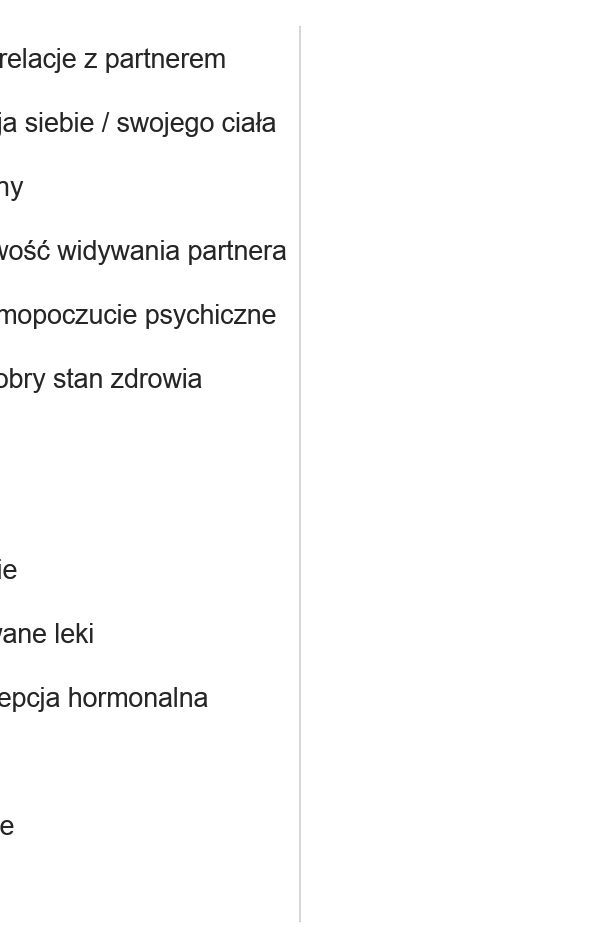 relacje z partnerem
ja siebie / swojego ciała
ny
wość widywania partnera
mopoczucie psychiczne
obry stan zdrowia
ie
wane leki
epcja hormonalna
e